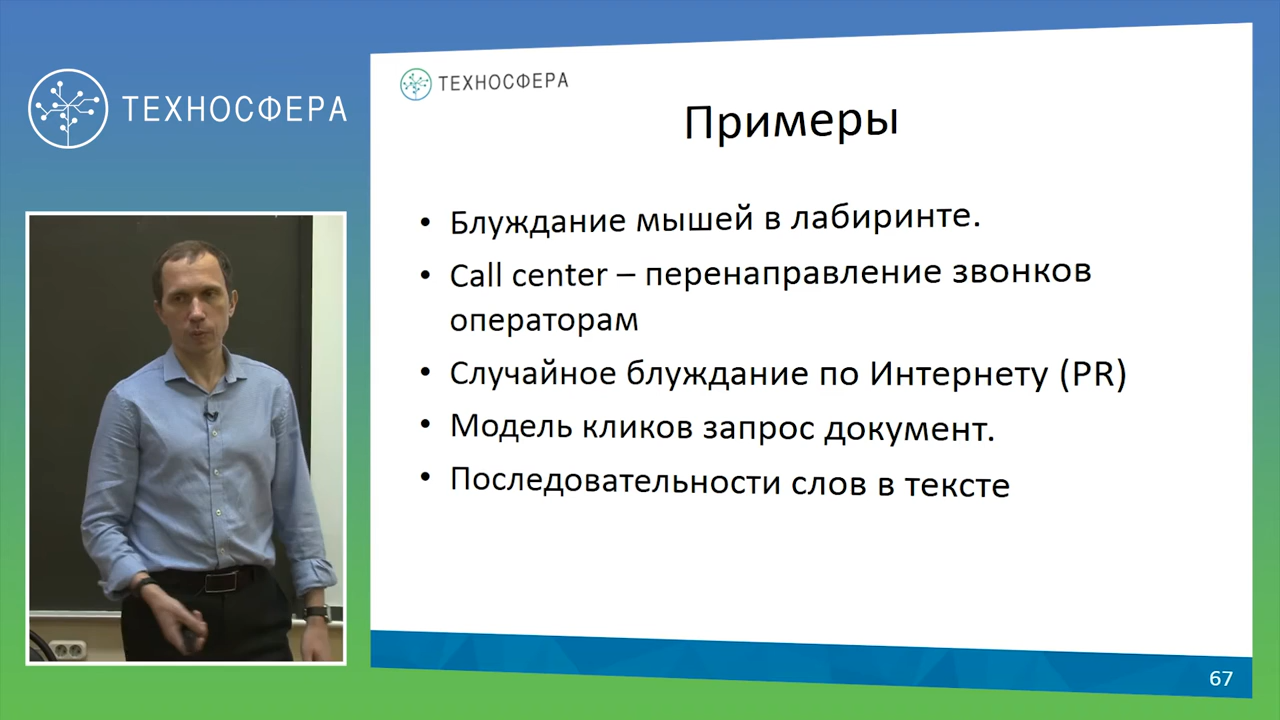 ТЕХНОСФЕРА
ТЕХНОСФЕРА
Примеры
• Блуждание мышей в лабиринте.
• Call center – перенаправление звонков
операторам
• Случайное блуждание по Интернету (PR)
• Модель кликов запрос документ.
• Последовательности слов в тексте
67